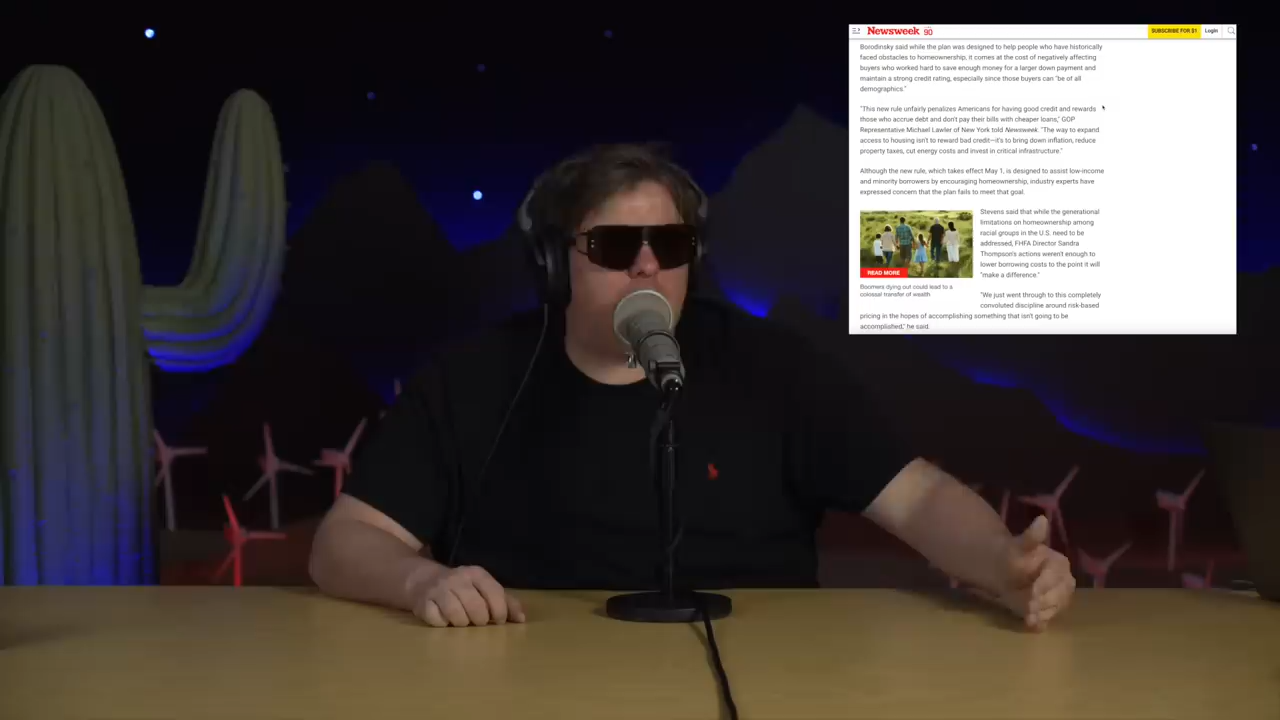 Newsweek 90 SUBSCRIBE FOR $1 Login
Borodinsky said while the plan was designed to help people who have historically
faced obstacles to homeownership, it comes at the cost of negatively affecting
buyers who worked hard to save enough money for a larger down payment and
maintain a strong credit rating, especially since those buyers can "be of all
demographics."
"This new rule unfairly penalizes Americans for having good credit and rewards
those who accrue debt and don't pay their bills with cheaper loans," GOP
Representative Michael Lawler of New York told Newsweek. "The way to expand
access to housing isn't to reward bad credit—it's to bring down inflation, reduce
property taxes, cut energy costs and invest in critical infrastructure."
Although the new rule, which takes effect May 1, is designed to assist low-income
and minority borrowers by encouraging homeownership, industry experts have
expressed concern that the plan fails to meet that goal.
READ MORE
Boomers dying out could lead to a
colossal transfer of wealth
Stevens said that while the generational
limitations on homeownership among
racial groups in the U.S. need to be
addressed, FHFA Director Sandra
Thompson's actions weren't enough to
lower borrowing costs to the point it will
"make a difference."
"We just went through to this completely
convoluted discipline around risk-based
pricing in the hopes of accomplishing something that isn't going to be
accomplished," he said.